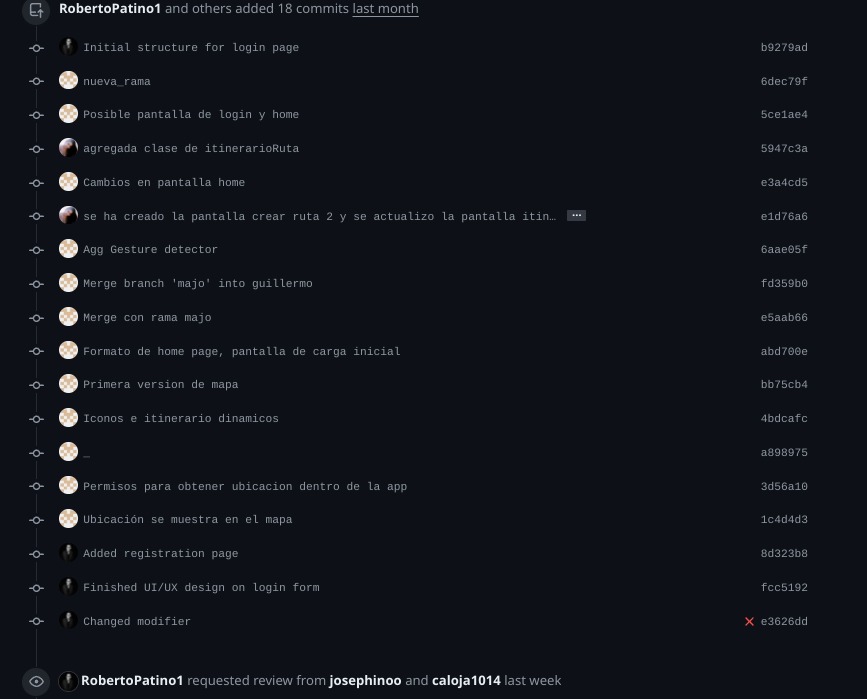 RobertoPatino1 and others added 18 commits last month
Initial structure for login page b9279ad
nueva_rama 6dec79f
Posible pantalla de login y home 5ce1ae4
agregada clase de itinerarioRuta 5947c3a
Cambios en pantalla home e3a4cd5
se ha creado la pantalla crear ruta 2 y se actualizo la pantalla itin… ... e1d76a6
Agg Gesture detector 6aae05f
Merge branch 'majo' into guillermo fd359b0
Merge con rama majo e5aab66
Formato de home page, pantalla de carga inicial abd700e
Primera version de mapa bb75cb4
Iconos e itinerario dinamicos 4bdcafc
_ a898975
Permisos para obtener ubicacion dentro de la app 3d56a10
Ubicación se muestra en el mapa 1c4d4d3
Added registration page 8d323b8
Finished UI/UX design on login form fcc5192
Changed modifier e3626dd
RobertoPatino1 requested review from josephinoo and caloja1014 last week